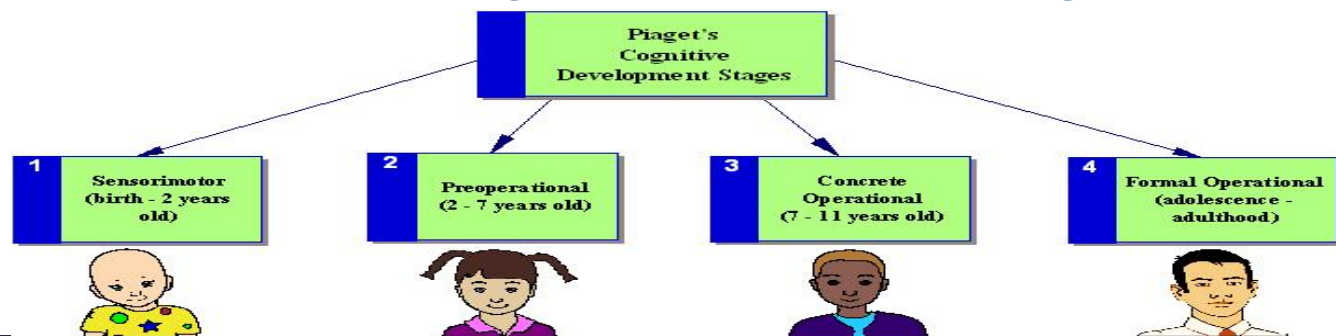 Piaget's
Cognitive
Development Stages
1
Sensorimotor
(birth - 2 years
old)
2
Preoperational
(2 - 7 years old)
3
Concrete
Operational
(7 - 11 years old)
4
Formal Operational
(adolescence -
adulthood)